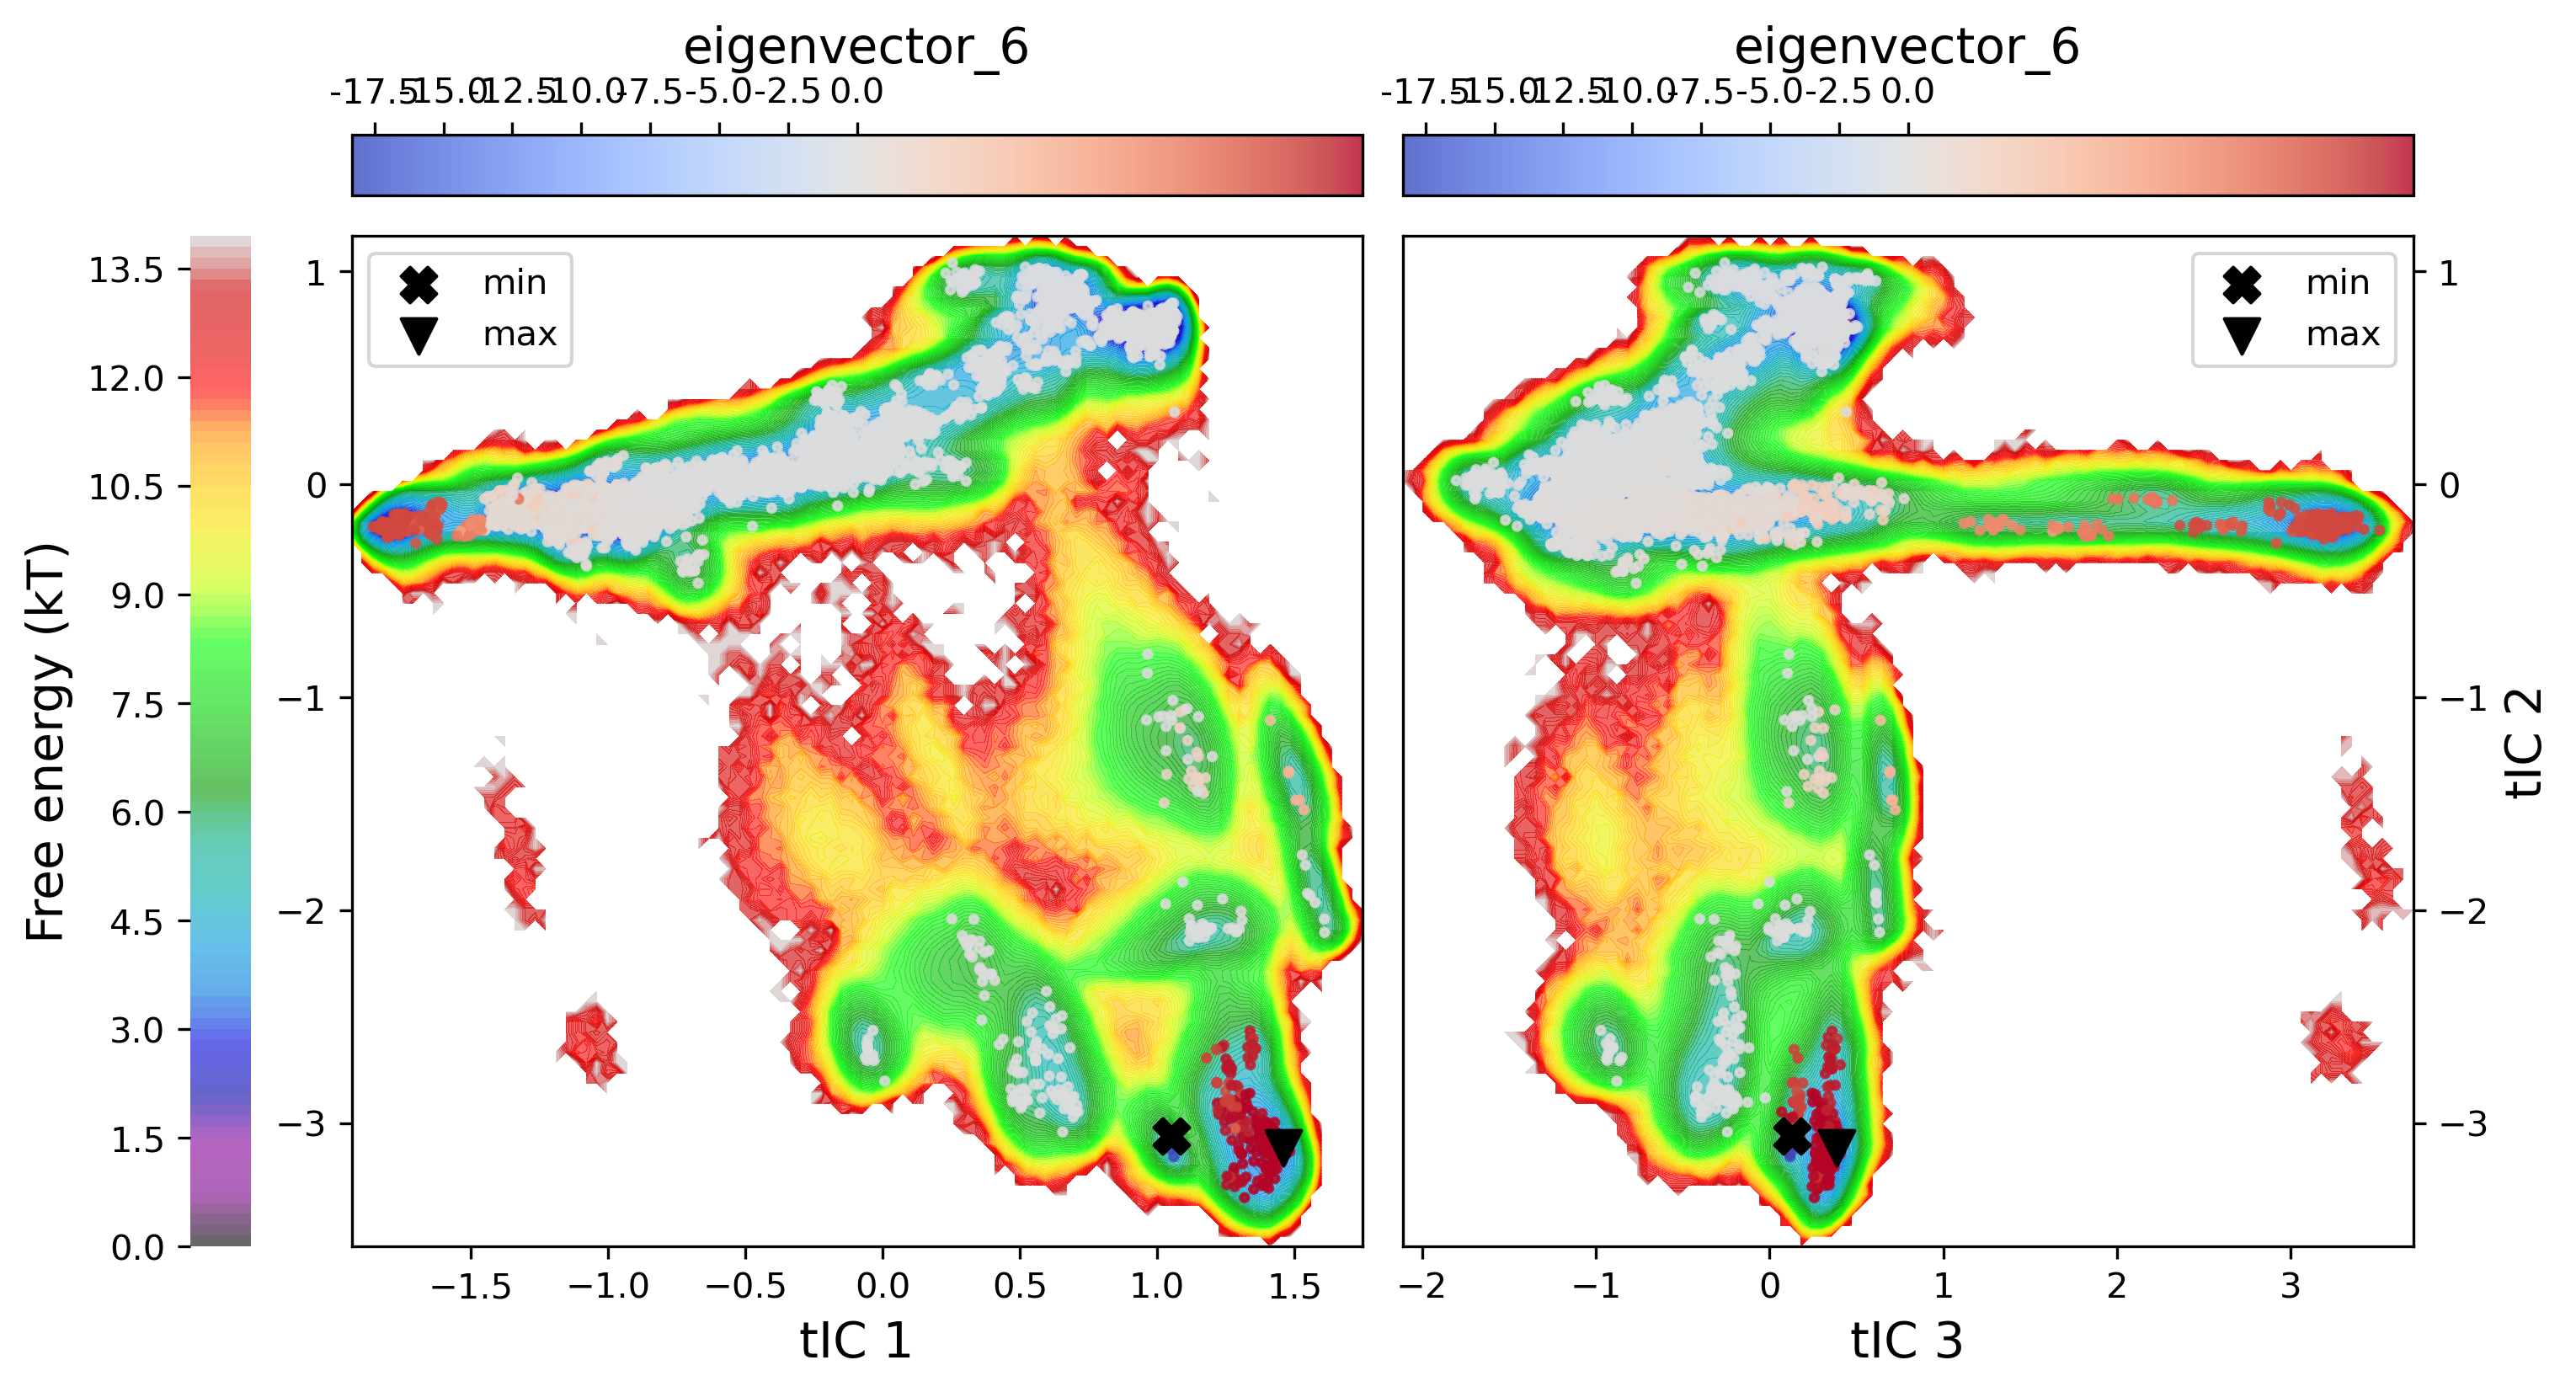 eigenvector_6 eigenvector_6
-17.5 -15.0 -12.5 -10.0 -7.5 -5.0 -2.5 0.0 -17.5 -15.0 -12.5 -10.0 -7.5 -5.0 -2.5 0.0
min
max
min
max
Free energy (kT)
13.5
12.0
10.5
9.0
7.5
6.0
4.5
3.0
1.5
0.0
1
0
−1
−2
−3
1
0
−1
−2
−3
tIC 2
−1.5 −1.0 −0.5 0.0 0.5 1.0 1.5
−2 −1 0 1 2 3
tIC 1
tIC 3